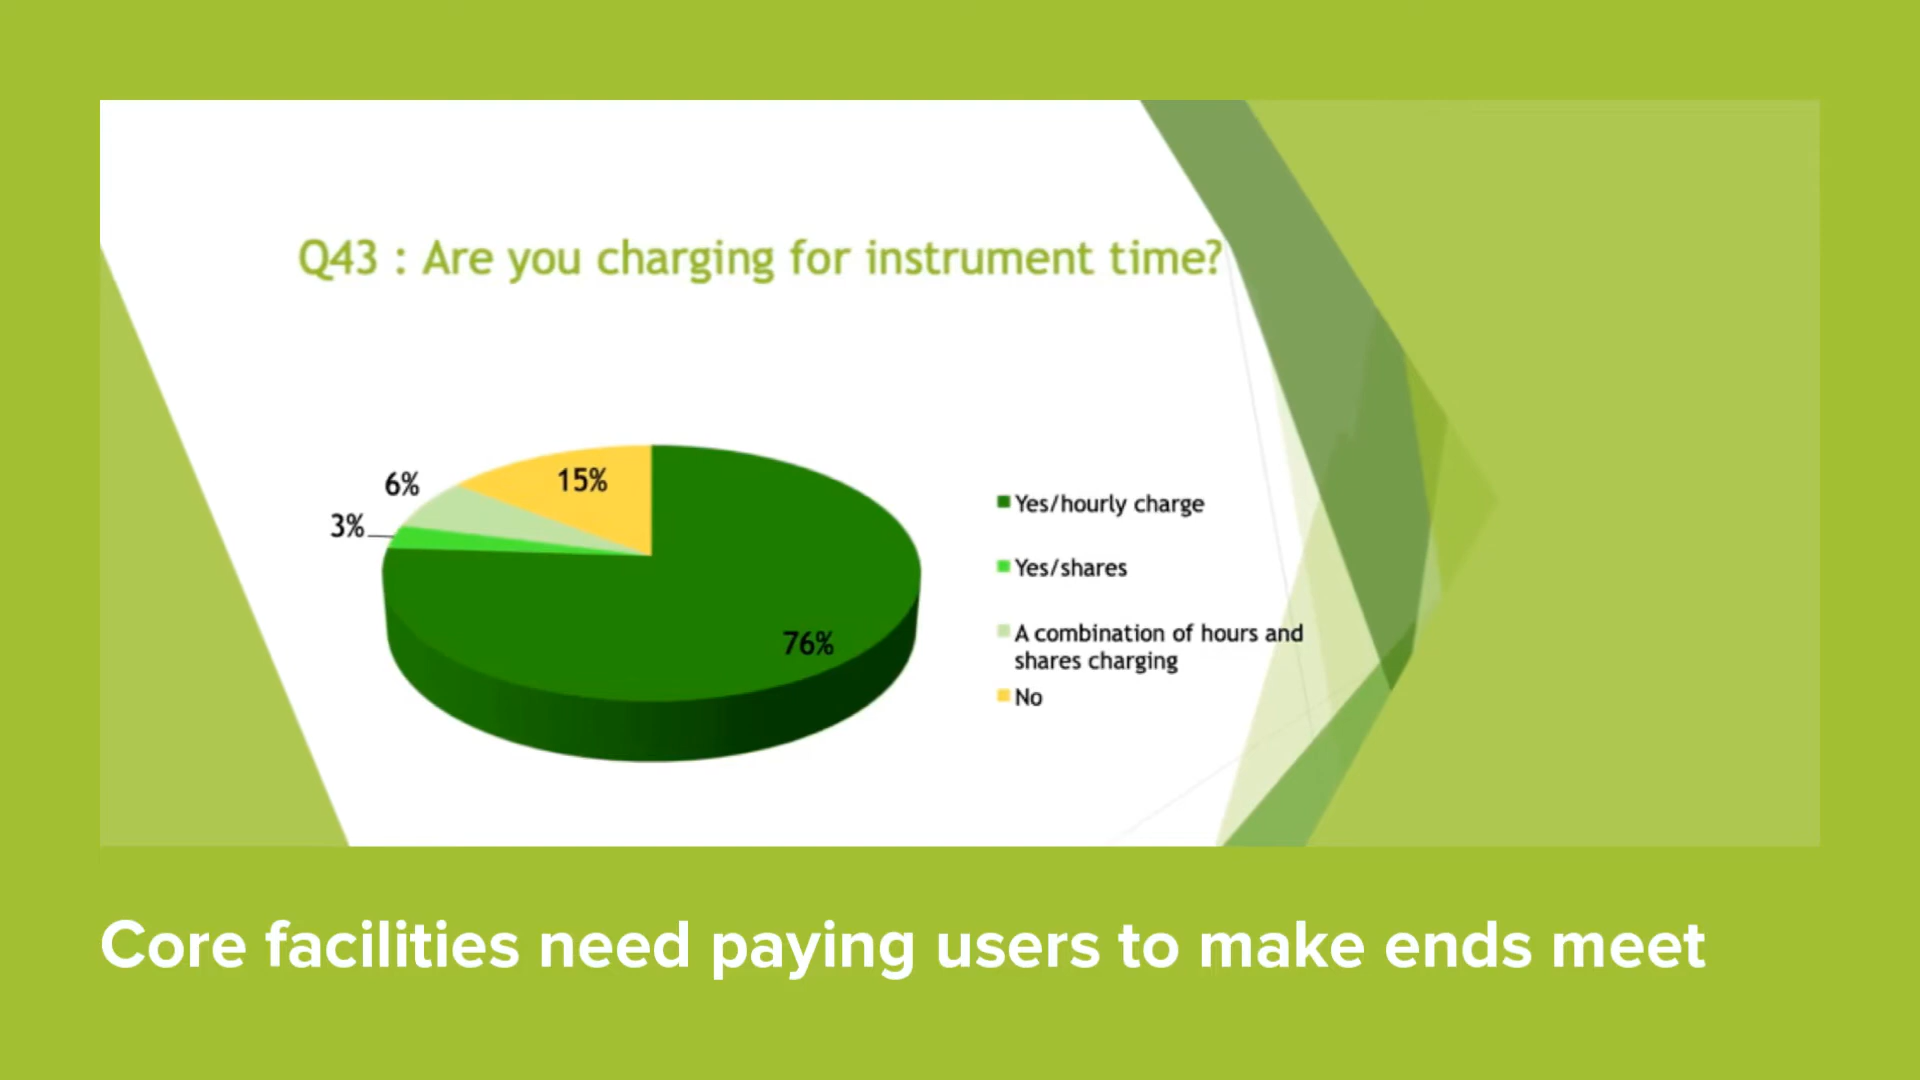 Q43 : Are you charging for instrument time?
15%
6%
3%
76%
Yes/hourly charge
Yes/shares
A combination of hours and
shares charging
No
Core facilities need paying users to make ends meet